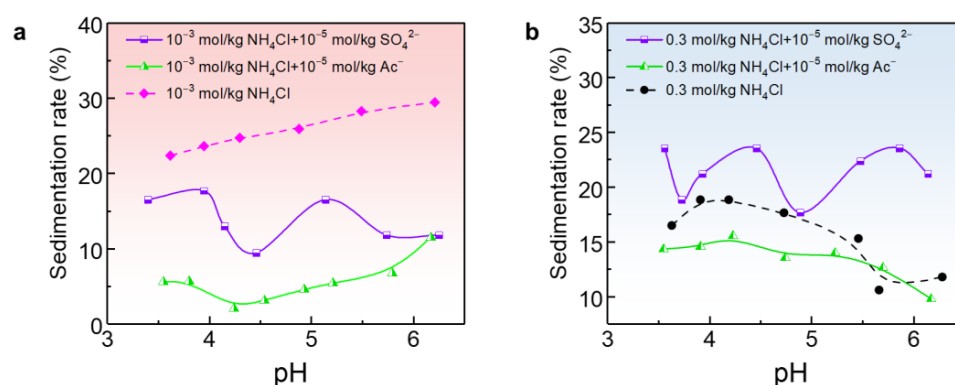 a
40
30
20
10
0
Sedimentation rate (%)
10⁻³ mol/kg NH₄Cl+10⁻⁵ mol/kg SO₄²⁻
10⁻³ mol/kg NH₄Cl+10⁻⁵ mol/kg Ac⁻
10⁻³ mol/kg NH₄Cl
3 4 5 6
pH
b
35
30
25
20
15
10
Sedimentation rate (%)
0.3 mol/kg NH₄Cl+10⁻⁵ mol/kg SO₄²⁻
0.3 mol/kg NH₄Cl+10⁻⁵ mol/kg Ac⁻
0.3 mol/kg NH₄Cl
3 4 5 6
pH